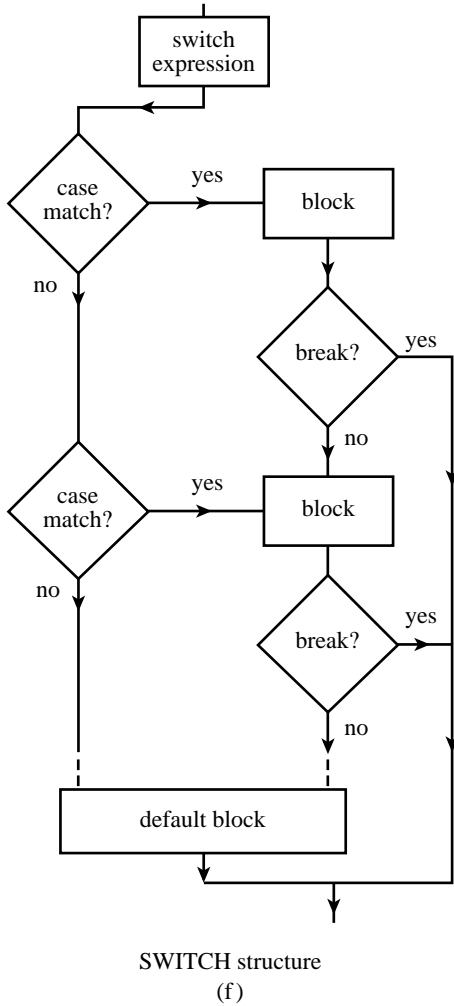 switch
expression
case
match?
yes
block
no
break?
yes
no
case
match?
yes
block
no
break?
yes
no
default block
SWITCH structure
(f)